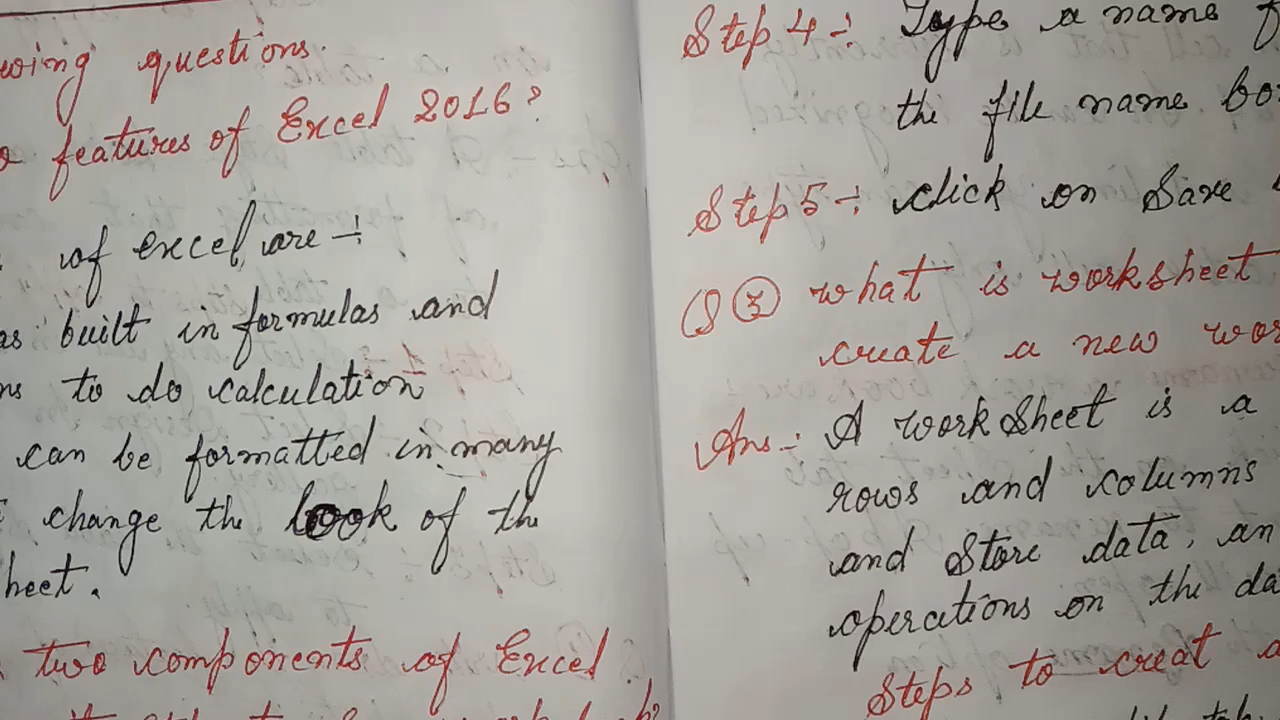 wing questions.
features of Excel 2016?
of excel are -:
as built in formulas and
ns to do calculation
can be formatted in many
change the look of the
heet.
two components of Excel
Step 4 -: Type a name f
the file name bo
Step 5 -: click on Save
Q 3 what is worksheet
create a new wor
Ans -: A worksheet is a
rows and columns
and store data, an
operations on the da
Steps to creat a